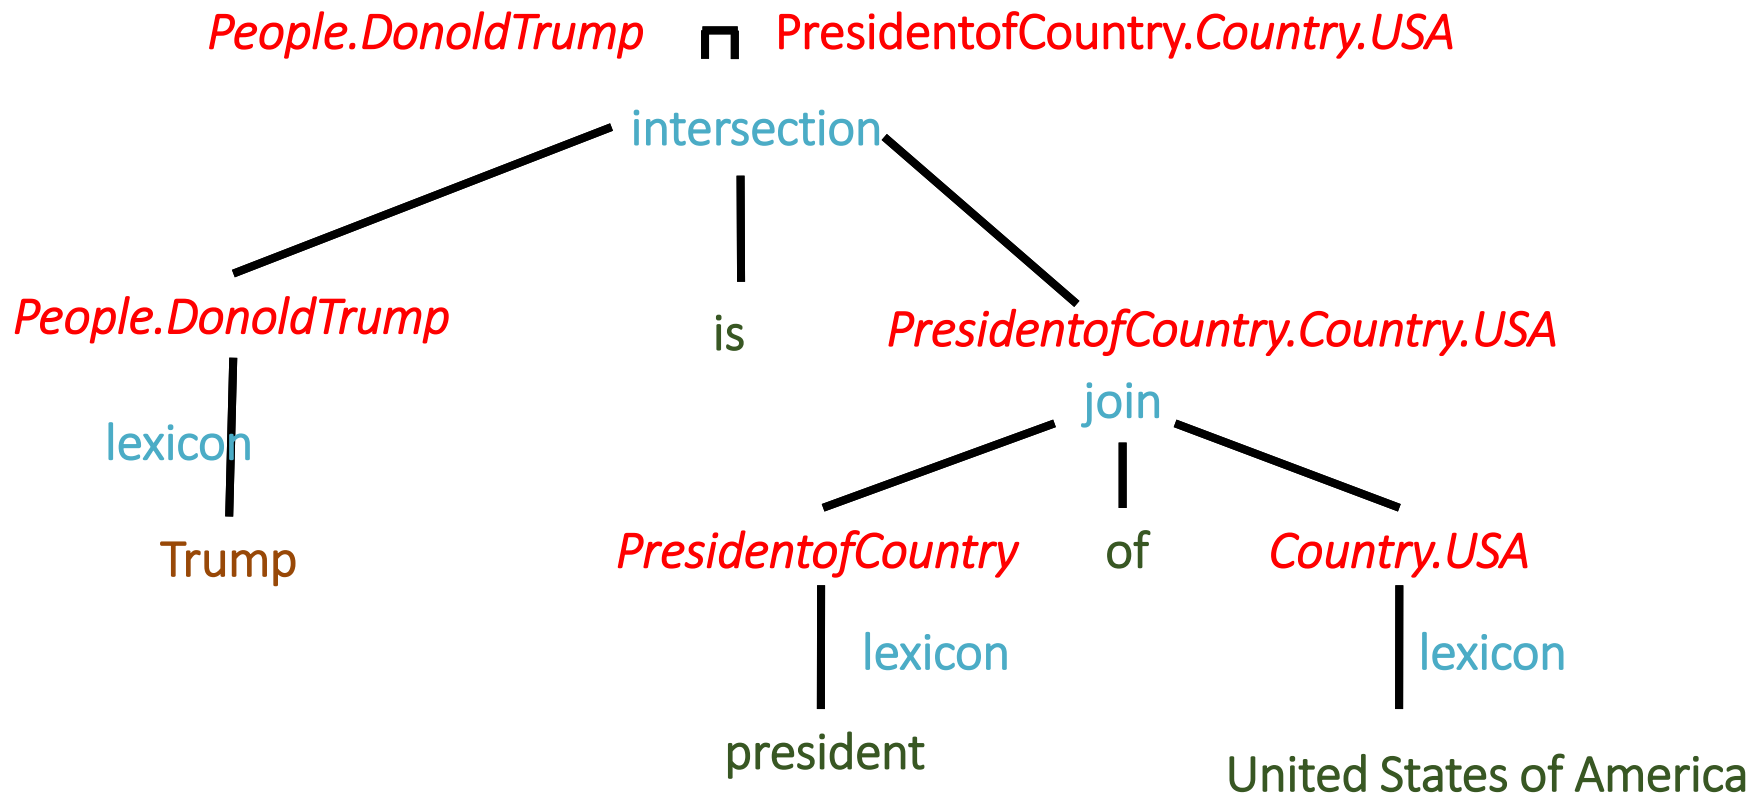 People.DonoldTrump ⊓ PresidentofCountry.Country.USA
intersection
People.DonoldTrump
is
PresidentofCountry.Country.USA
join
lexicon
Trump
PresidentofCountry
of
Country.USA
lexicon
lexicon
president
United States of America